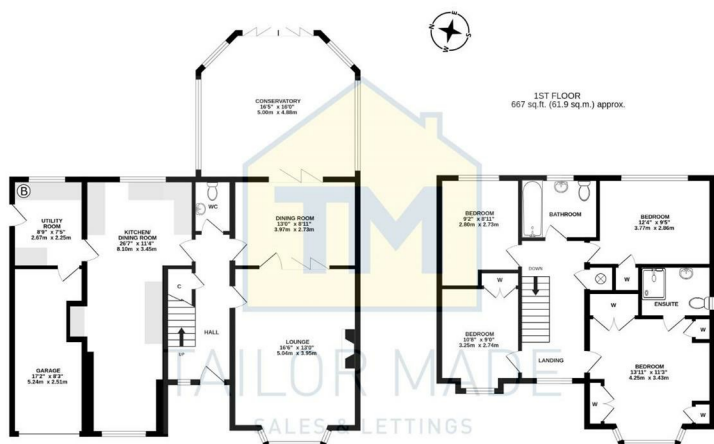 N
E
S
W
1ST FLOOR
667 sq.ft. (61.9 sq.m.) approx.
CONSERVATORY
16'5" x 16'0"
5.00m x 4.88m
B
UTILITY
ROOM
8'9" x 7'5"
2.67m x 2.25m
KITCHEN/
DINING ROOM
26'7" x 11'4"
8.10m x 3.45m
WC
DINING ROOM
13'0" x 8'11"
3.97m x 2.73m
C
UP
HALL
LOUNGE
16'6" x 13'0"
5.04m x 3.95m
GARAGE
17'2" x 8'3"
5.24m x 2.51m
BEDROOM
9'2" x 8'11"
2.80m x 2.73m
BATHROOM
BEDROOM
12'4" x 9'5"
3.77m x 2.86m
DOWN
W
W
W
ENSUITE
BEDROOM
10'8" x 9'0"
3.25m x 2.74m
LANDING
W
BEDROOM
13'11" x 11'3"
4.25m x 3.43m
W
W
TM
TAILOR MADE
SALES & LETTINGS